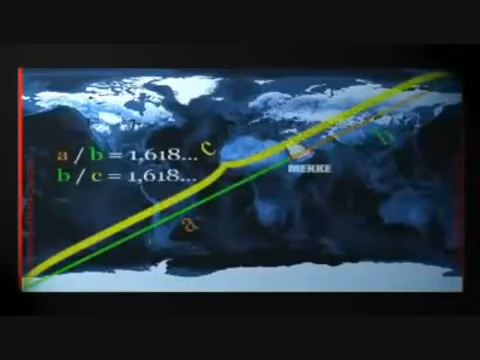 a / b = 1,618...
c
b / c = 1,618...
MEKKE
b
a